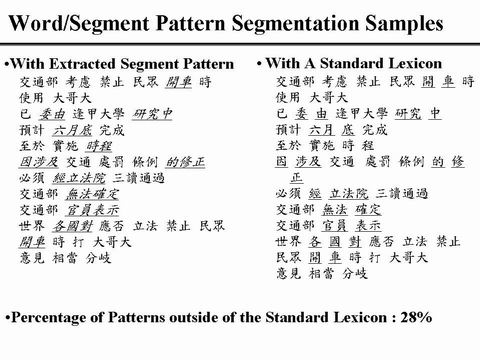 Word/Segment Pattern Segmentation Samples
•With Extracted Segment Pattern
交通部 考慮 禁止 民眾 開車 時
使用 大哥大
已 委由 逢甲大學 研究中
預計 六月底 完成
至於 實施 時程
因涉及 交通 處罰 條例 的修正
必須 經立法院 三讀通過
交通部 無法確定
交通部 官員表示
世界 各國對 應否 立法 禁止 民眾
開車 時 打 大哥大
意見 相當 分岐
•With A Standard Lexicon
交通部 考慮 禁止 民眾 開 車 時
使用 大哥大
已 委 由 逢甲大學 研究 中
預計 六月 底 完成
至於 實施 時 程
因 涉及 交通 處罰 條例 的 修
正
必須 經 立法院 三讀通過
交通部 無法 確定
交通部 官員 表示
世界 各 國 對 應否 立法 禁止
民眾 開 車 時 打 大哥大
意見 相當 分岐
•Percentage of Patterns outside of the Standard Lexicon : 28%